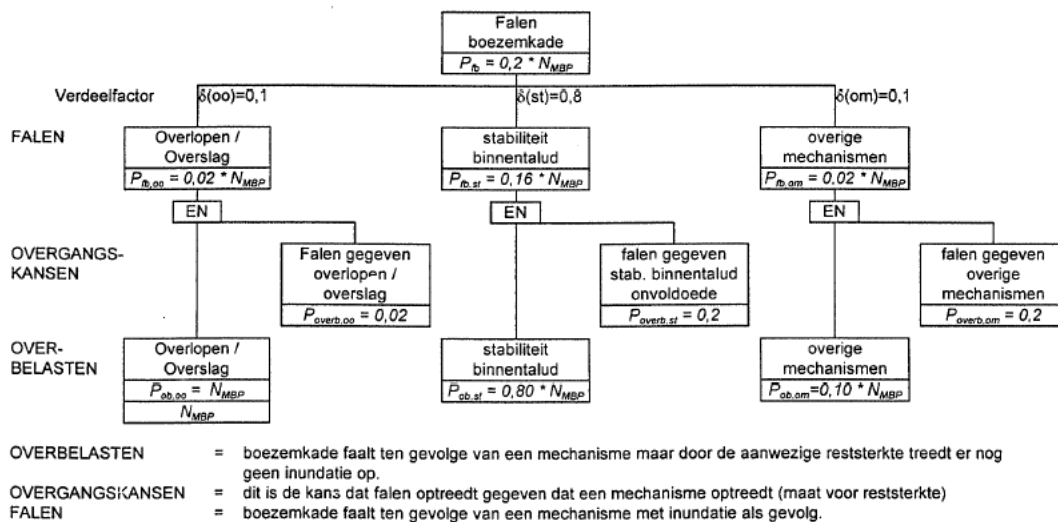 Falen
boezemkade
P_fb = 0,2 * N_MBP
Verdeelfactor
δ(oo)=0,1
δ(st)=0,8
δ(om)=0,1
FALEN
Overlopen /
Overslag
P_fb,oo = 0,02 * N_MBP
stabiliteit
binnentalud
P_fb,st = 0,16 * N_MBP
overige
mechanismen
P_fb,om = 0,02 * N_MBP
EN
EN
EN
OVERGANGS-
KANSEN
Falen gegeven
overlopen /
overslag
P_overb,oo = 0,02
falen gegeven
stab. binnentalud
onvoldoede
P_overb,st = 0,2
falen gegeven
overige
mechanismen
P_overb,om = 0,2
OVER-
BELASTEN
Overlopen /
Overslag
P_ob,oo = N_MBP
N_MBP
stabiliteit
binnentalud
P_ob,st = 0,80 * N_MBP
overige
mechanismen
P_ob,om=0,10 * N_MBP
OVERBELASTEN = boezemkade faalt ten gevolge van een mechanisme maar door de aanwezige reststerkte treedt er nog
geen inundatie op.
OVERGANGSKANSEN = dit is de kans dat falen optreedt gegeven dat een mechanisme optreedt (maat voor reststerkte)
FALEN = boezemkade faalt ten gevolge van een mechanisme met inundatie als gevolg.